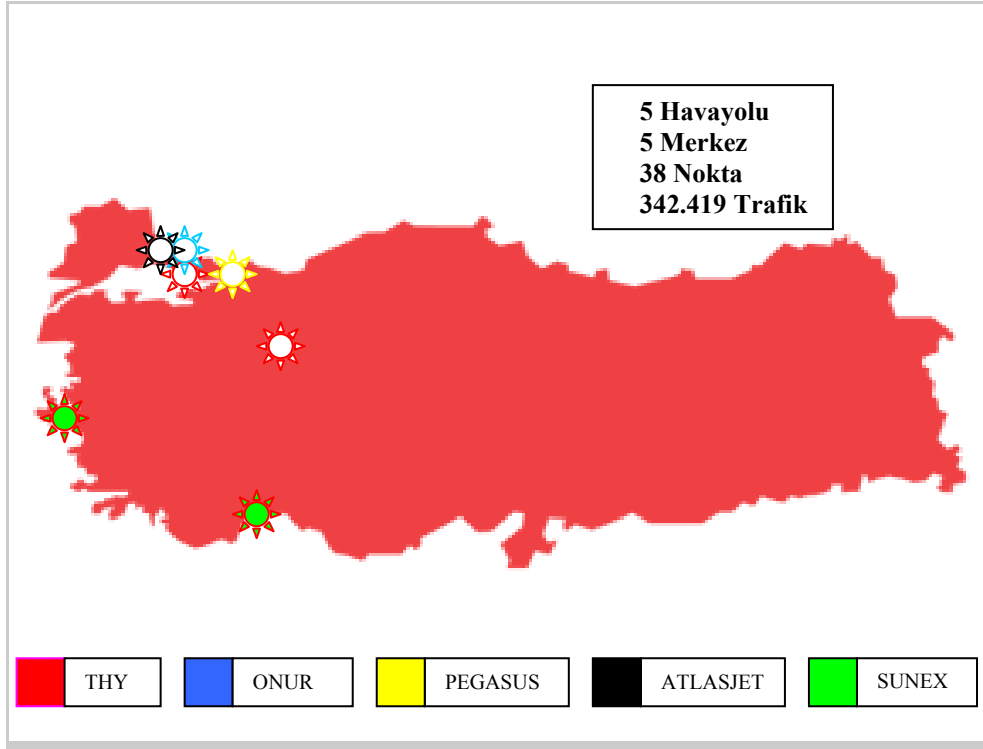 5 Havayolu
5 Merkez
38 Nokta
342.419 Trafik
THY ONUR PEGASUS ATLASJET SUNEX